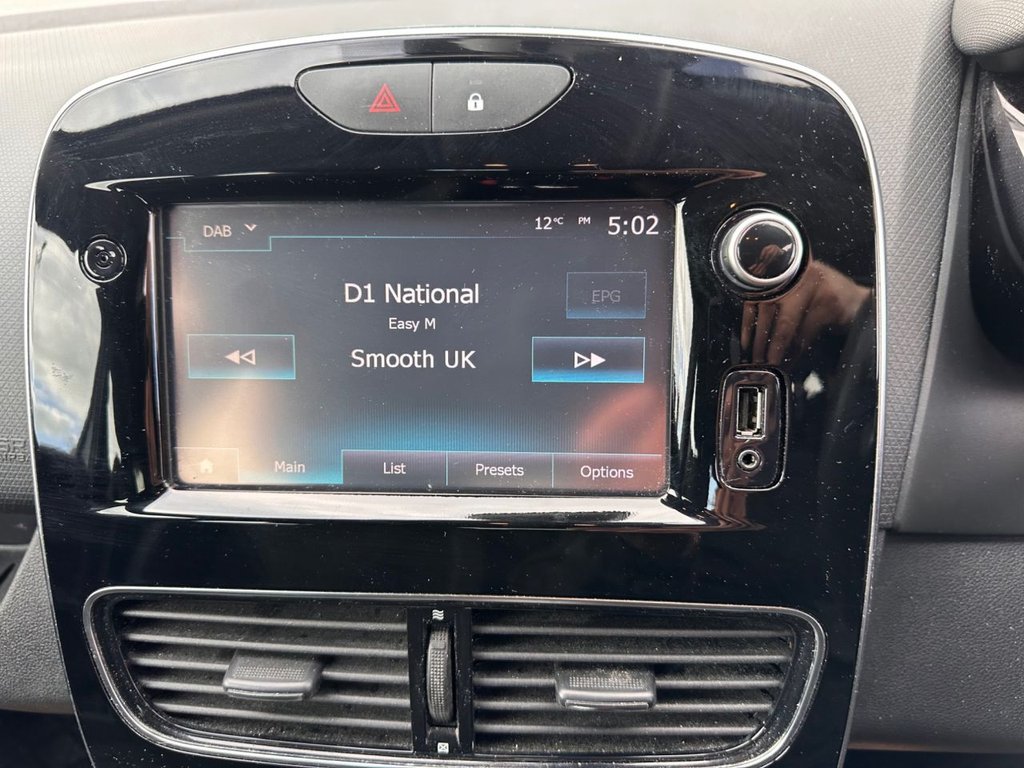 DAB 12°C PM 5:02
D1 National
EPG
Easy M
Smooth UK
Main List Presets Options